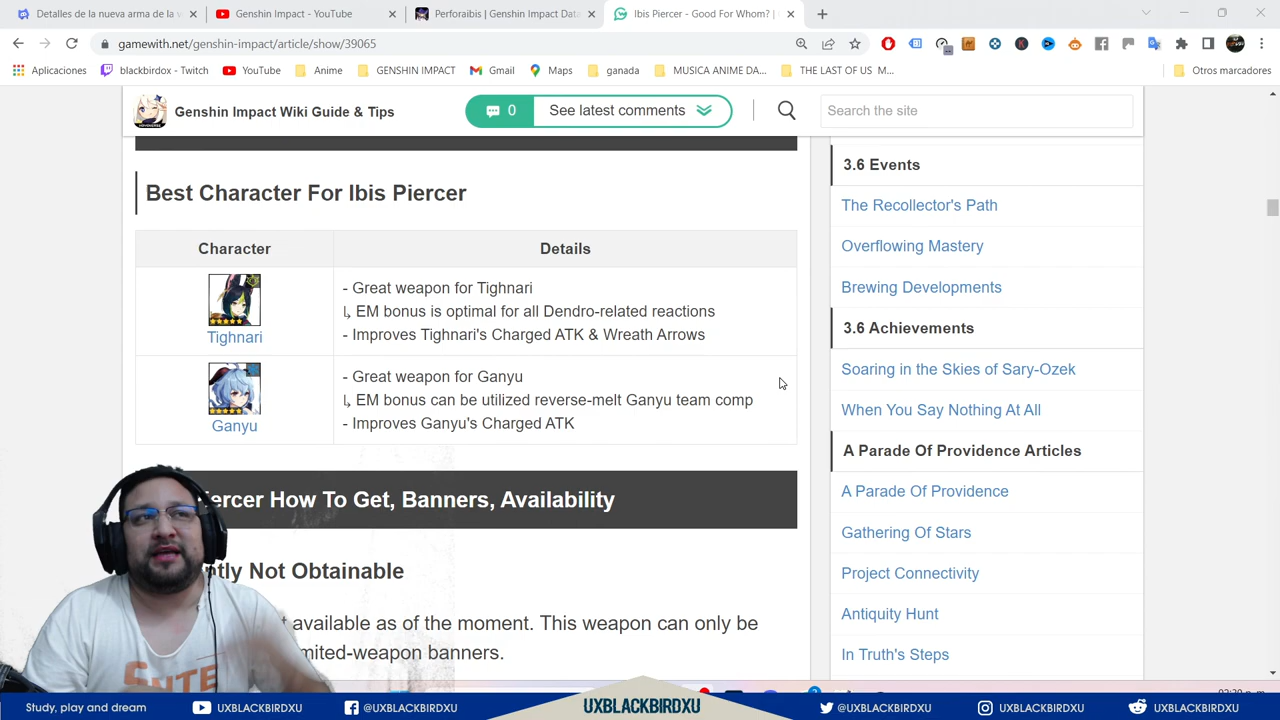 Detalles de la nueva arma de la v
YouTube Genshin Impact - YouTube
Perforaibis | Genshin Impact Dat
Ibis Piercer - Good For Whom? |
gamewith.net/genshin-impact/article/show/39065
Aplicaciones
blackbirdox - Twitch
YouTube
Anime
GENSHIN IMPACT
Gmail
Maps
ganada
MUSICA ANIME DA...
THE LAST OF US M...
Otros marcadores
Genshin Impact Wiki Guide & Tips
0
See latest comments
Search the site
Best Character For Ibis Piercer
Character
Details
Tighnari
- Great weapon for Tighnari
↳ EM bonus is optimal for all Dendro-related reactions
- Improves Tighnari's Charged ATK & Wreath Arrows
Ganyu
- Great weapon for Ganyu
↳ EM bonus can be utilized reverse-melt Ganyu team comp
- Improves Ganyu's Charged ATK
iercer How To Get, Banners, Availability
ntly Not Obtainable
t available as of the moment. This weapon can only be
mited-weapon banners.
3.6 Events
The Recollector's Path
Overflowing Mastery
Brewing Developments
3.6 Achievements
Soaring in the Skies of Sary-Ozek
When You Say Nothing At All
A Parade Of Providence Articles
A Parade Of Providence
Gathering Of Stars
Project Connectivity
Antiquity Hunt
In Truth's Steps
Study, play and dream
UXBLACKBIRDXU
@UXBLACKBIRDXU
UXBLACKBIRDXU
@UXBLACKBIRDXU
UXBLACKBIRDXU
UXBLACKBIRDXU